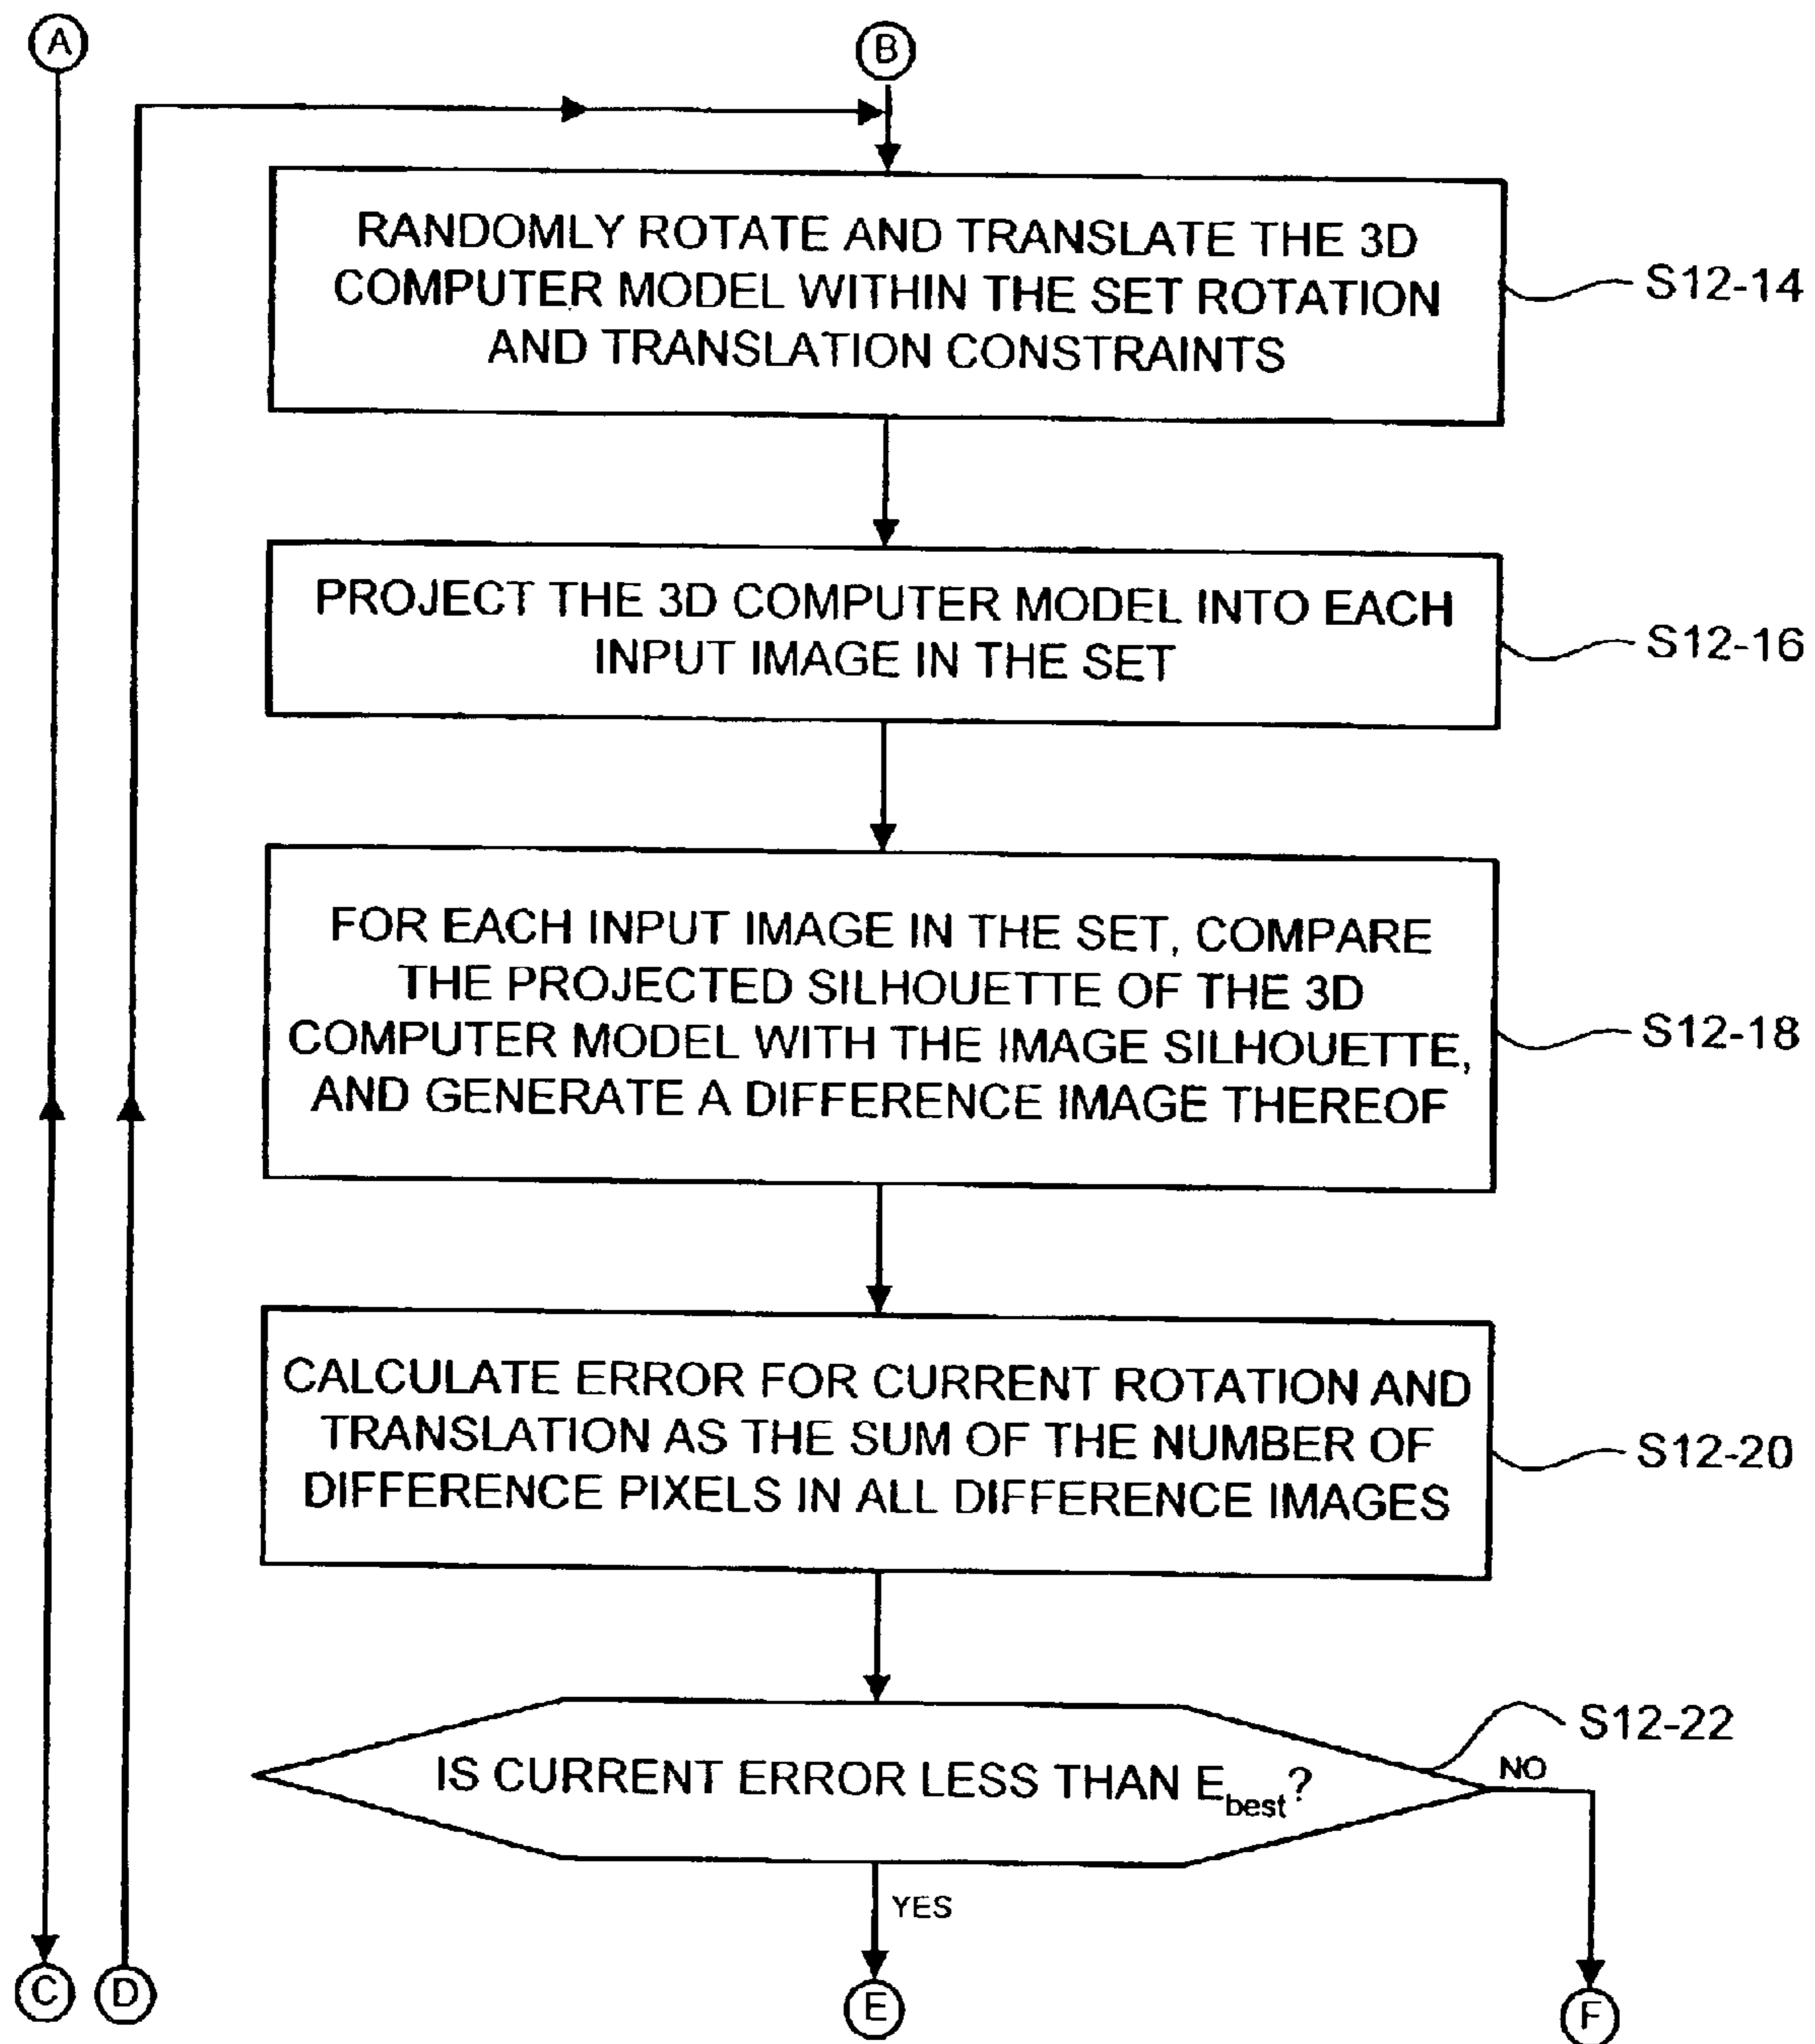 A
B
RANDOMLY ROTATE AND TRANSLATE THE 3D
COMPUTER MODEL WITHIN THE SET ROTATION
AND TRANSLATION CONSTRAINTS
S12-14
PROJECT THE 3D COMPUTER MODEL INTO EACH
INPUT IMAGE IN THE SET
S12-16
FOR EACH INPUT IMAGE IN THE SET, COMPARE
THE PROJECTED SILHOUETTE OF THE 3D
COMPUTER MODEL WITH THE IMAGE SILHOUETTE,
AND GENERATE A DIFFERENCE IMAGE THEREOF
S12-18
CALCULATE ERROR FOR CURRENT ROTATION AND
TRANSLATION AS THE SUM OF THE NUMBER OF
DIFFERENCE PIXELS IN ALL DIFFERENCE IMAGES
S12-20
IS CURRENT ERROR LESS THAN Ebest?
S12-22
NO
YES
C
D
E
F